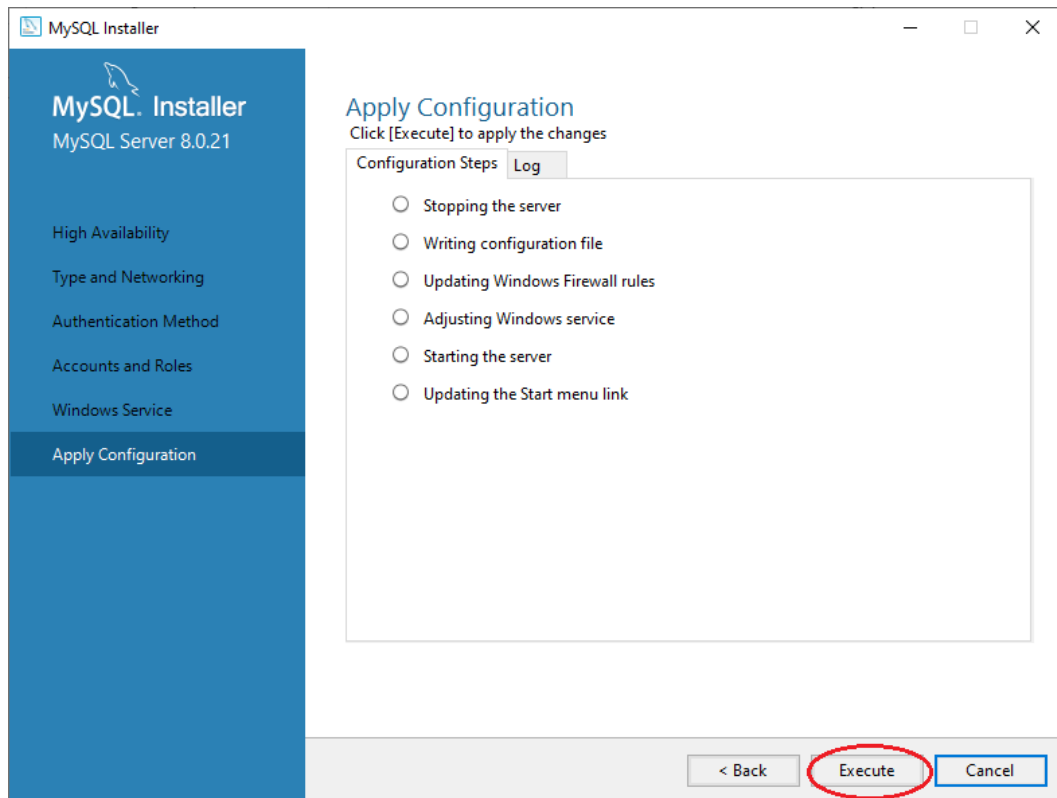 MySQL Installer
MySQL. Installer
MySQL Server 8.0.21
High Availability
Type and Networking
Authentication Method
Accounts and Roles
Windows Service
Apply Configuration
Apply Configuration
Click [Execute] to apply the changes
Configuration Steps Log
Stopping the server
Writing configuration file
Updating Windows Firewall rules
Adjusting Windows service
Starting the server
Updating the Start menu link
< Back Execute Cancel